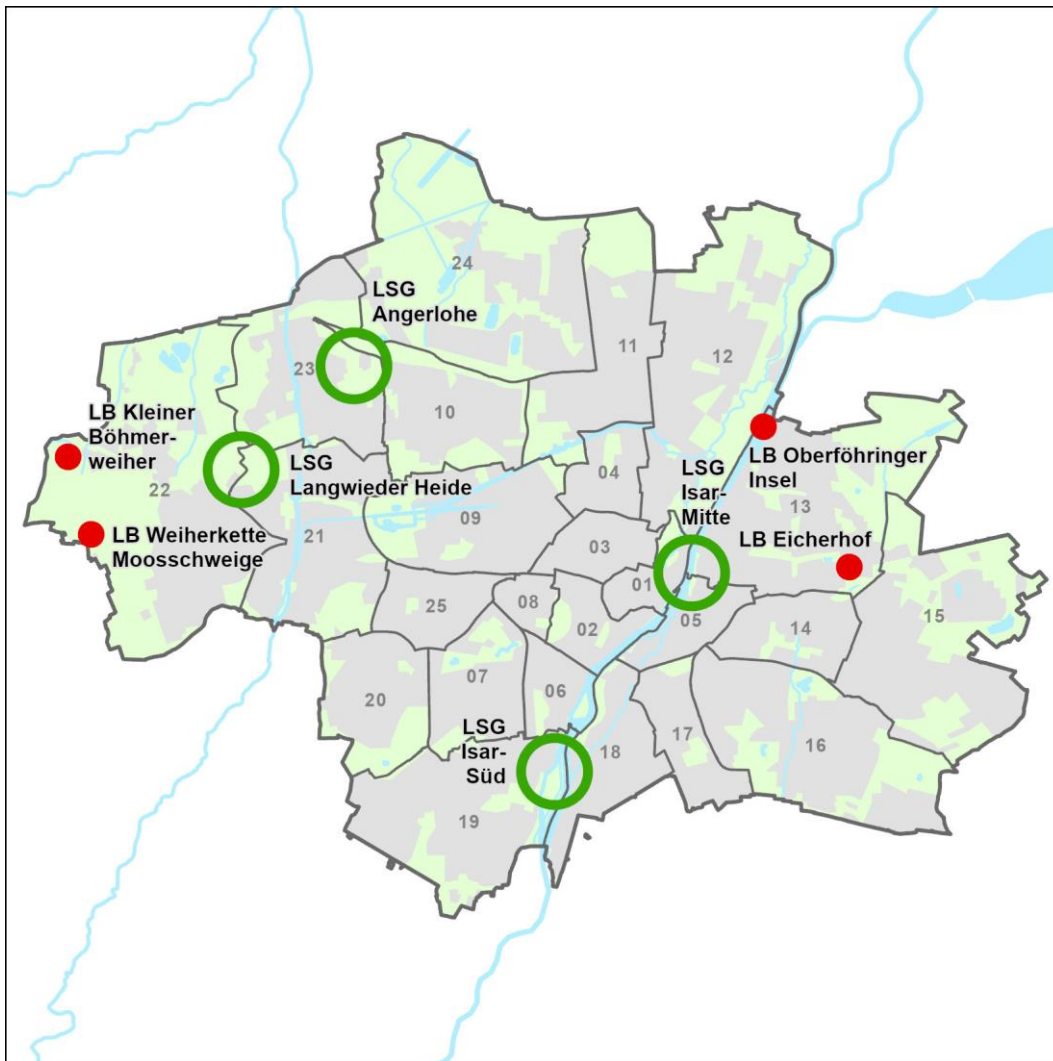 24
LSG
Angerlohe
11
12
23
10
LB Kleiner
Böhmer-
weiher
22
LSG
Langwieder Heide
04
LSG
Isar-
Mitte
LB Oberföhringer
Insel
13
LB Weiherkette
Moosschweige
21
09
03
LB Eicherhof
01
08
25
02
05
15
14
20
07
06
LSG
Isar-
Süd
18
17
16
19